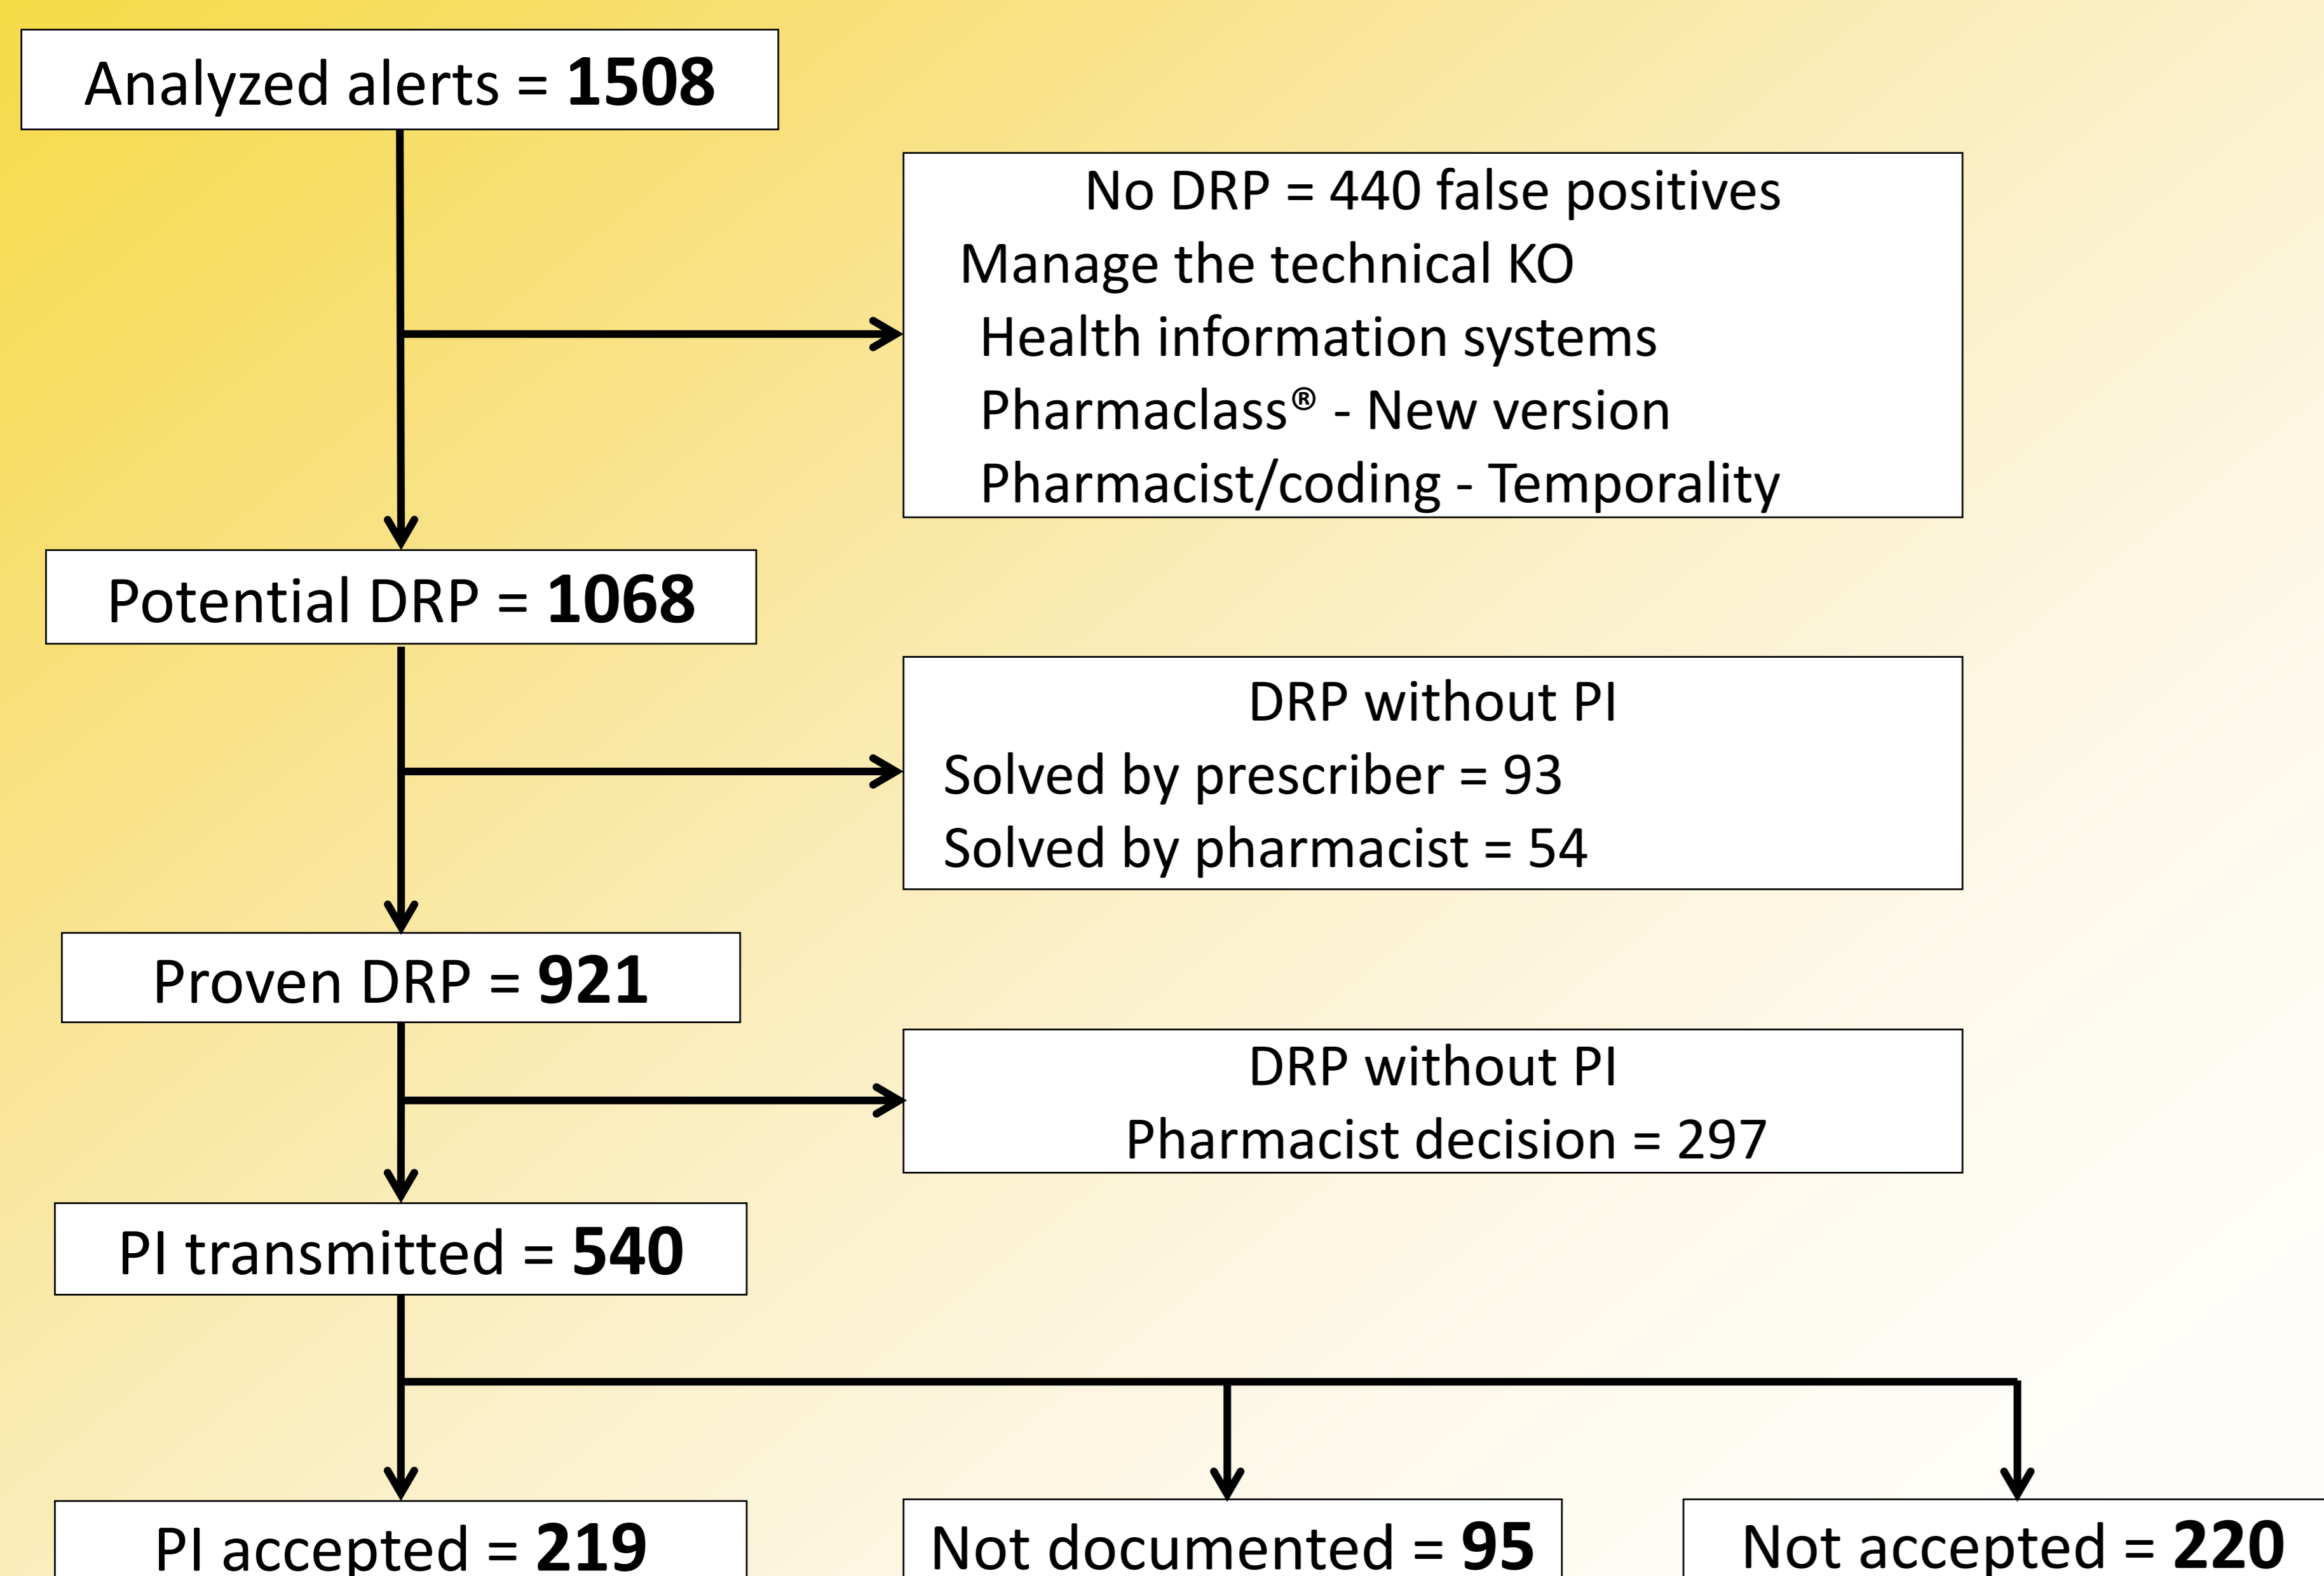 Analyzed alerts = 1508
No DRP = 440 false positives
Manage the technical KO
Health information systems
Pharmaclass® - New version
Pharmacist/coding - Temporality
Potential DRP = 1068
DRP without PI
Solved by prescriber = 93
Solved by pharmacist = 54
Proven DRP = 921
DRP without PI
Pharmacist decision = 297
PI transmitted = 540
PI accepted = 219
Not documented = 95
Not accepted = 220